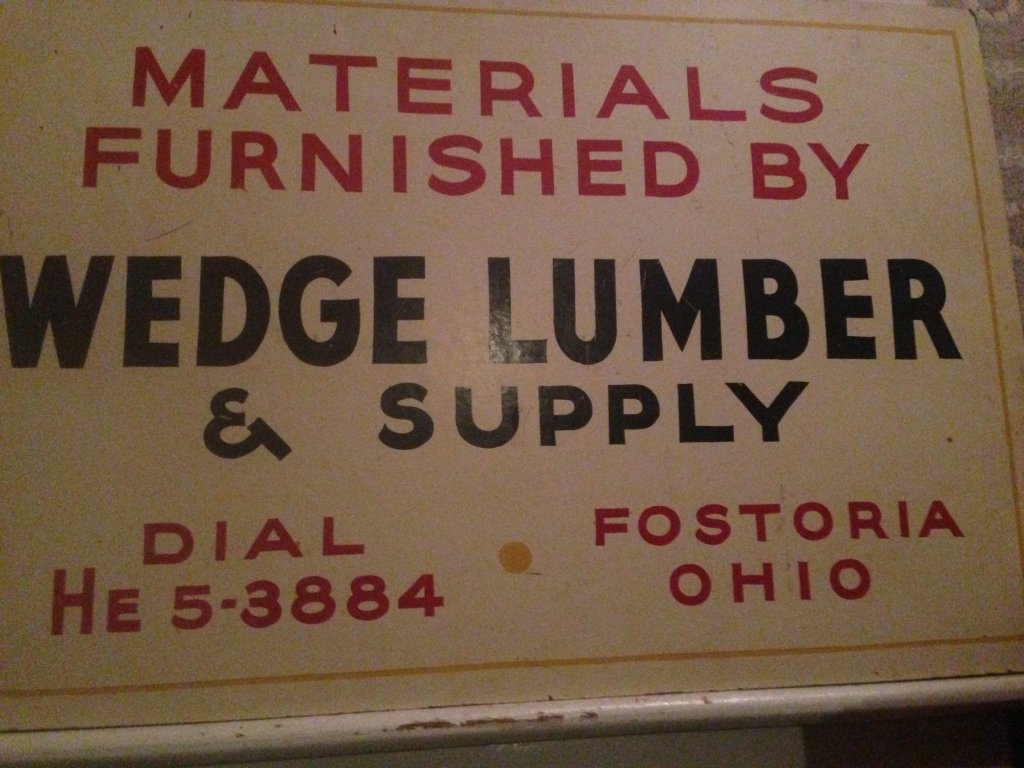 MATERIALS
FURNISHED BY
WEDGE LUMBER
& SUPPLY
DIAL
HE 5-3884
FOSTORIA
OHIO